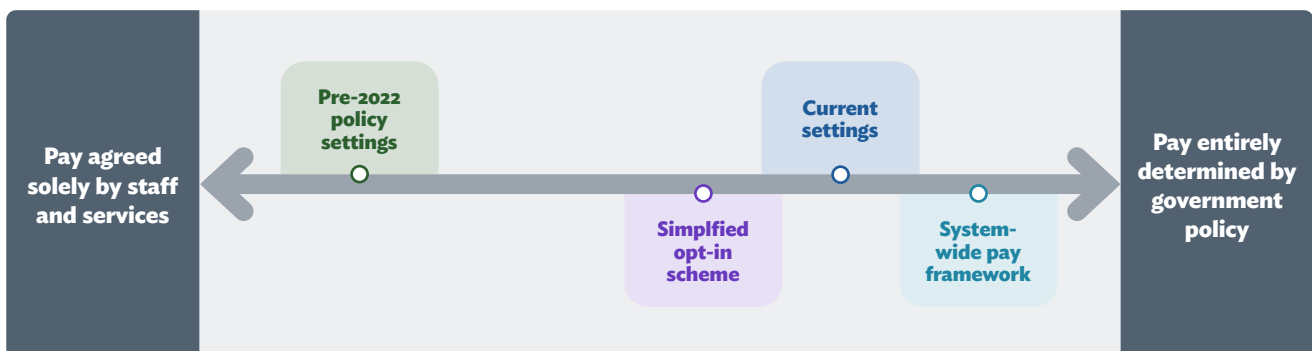 Pay agreed
solely by staff
and services
Pre-2022
policy
settings
Simplfied
opt-in
scheme
Current
settings
System-
wide pay
framework
Pay entirely
determined by
government
policy